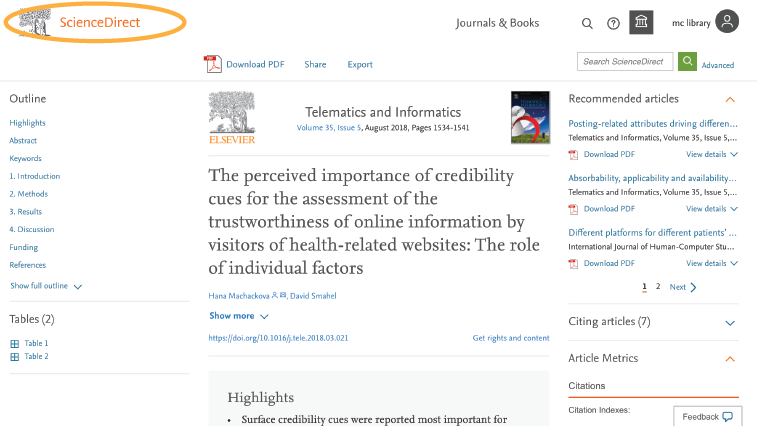 ScienceDirect
Journals & Books
mc library
Download PDF
Share
Export
Search ScienceDirect
Advanced
Outline
Highlights
Abstract
Keywords
1. Introduction
2. Methods
3. Results
4. Discussion
Funding
References
Show full outline
Tables (2)
Table 1
Table 2
ELSEVIER
Telematics and Informatics
Volume 35, Issue 5, August 2018, Pages 1534-1541
The perceived importance of credibility
cues for the assessment of the
trustworthiness of online information by
visitors of health-related websites: The role
of individual factors
Hana Machackova, David Smahel
Show more
https://doi.org/10.1016/j.tele.2018.03.021
Get rights and content
Highlights
• Surface credibility cues were reported most important for
Recommended articles
Posting-related attributes driving differen...
Telematics and Informatics, Volume 35, Issue 5,...
Download PDF
View details
Absorbability, applicability and availability...
Telematics and Informatics, Volume 35, Issue 5,...
Download PDF
View details
Different platforms for different patients' ...
International Journal of Human-Computer Stu...
Download PDF
View details
1 2 Next
Citing articles (7)
Article Metrics
Citations
Citation Indexes:
Feedback